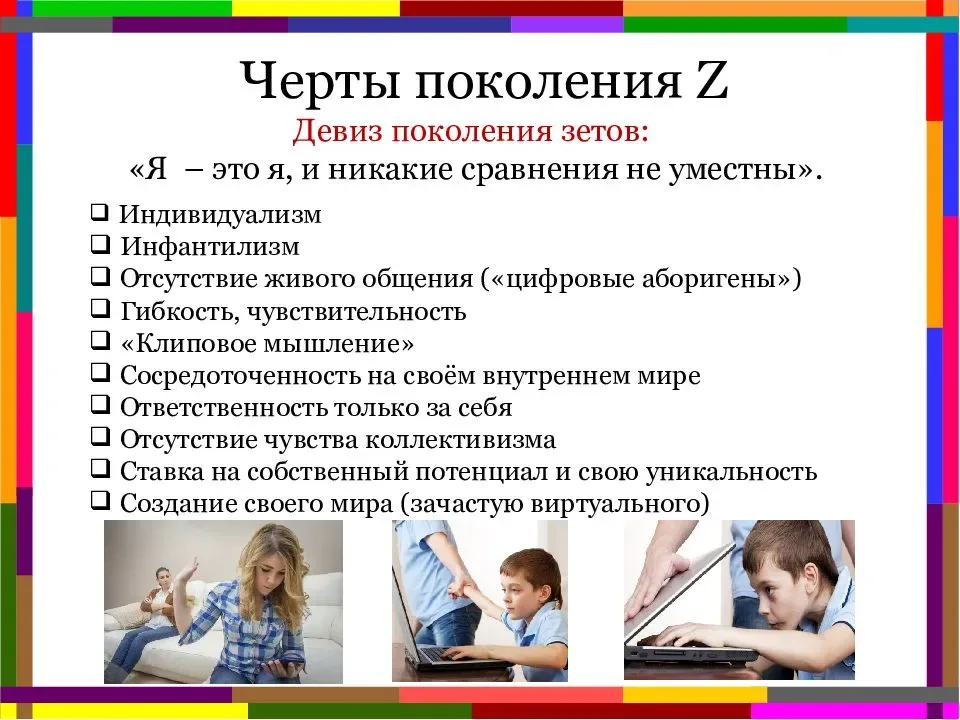 Черты поколения Z
Девиз поколения зетов:
«Я – это я, и никакие сравнения не уместны».
❑ Индивидуализм
❑ Инфантилизм
❑ Отсутствие живого общения («цифровые аборигены»)
❑ Гибкость, чувствительность
❑ «Клиповое мышление»
❑ Сосредоточенность на своём внутреннем мире
❑ Ответственность только за себя
❑ Отсутствие чувства коллективизма
❑ Ставка на собственный потенциал и свою уникальность
❑ Создание своего мира (зачастую виртуального)